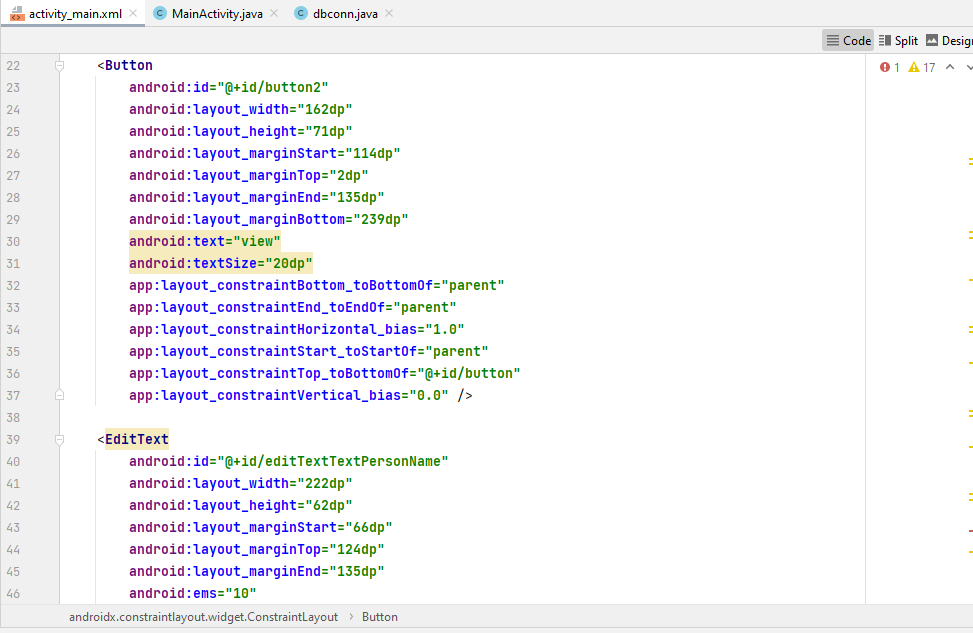 activity_main.xml MainActivity.java dbconn.java
Code Split Desig
1 17
22 <Button
23 android:id="@+id/button2"
24 android:layout_width="162dp"
25 android:layout_height="71dp"
26 android:layout_marginStart="114dp"
27 android:layout_marginTop="2dp"
28 android:layout_marginEnd="135dp"
29 android:layout_marginBottom="239dp"
30 android:text="view"
31 android:textSize="20dp"
32 app:layout_constraintBottom_toBottomOf="parent"
33 app:layout_constraintEnd_toEndOf="parent"
34 app:layout_constraintHorizontal_bias="1.0"
35 app:layout_constraintStart_toStartOf="parent"
36 app:layout_constraintTop_toBottomOf="@+id/button"
37 app:layout_constraintVertical_bias="0.0" />
38
39 <EditText
40 android:id="@+id/editTextTextPersonName"
41 android:layout_width="222dp"
42 android:layout_height="62dp"
43 android:layout_marginStart="66dp"
44 android:layout_marginTop="124dp"
45 android:layout_marginEnd="135dp"
46 android:ems="10"
androidx.constraintlayout.widget.ConstraintLayout › Button